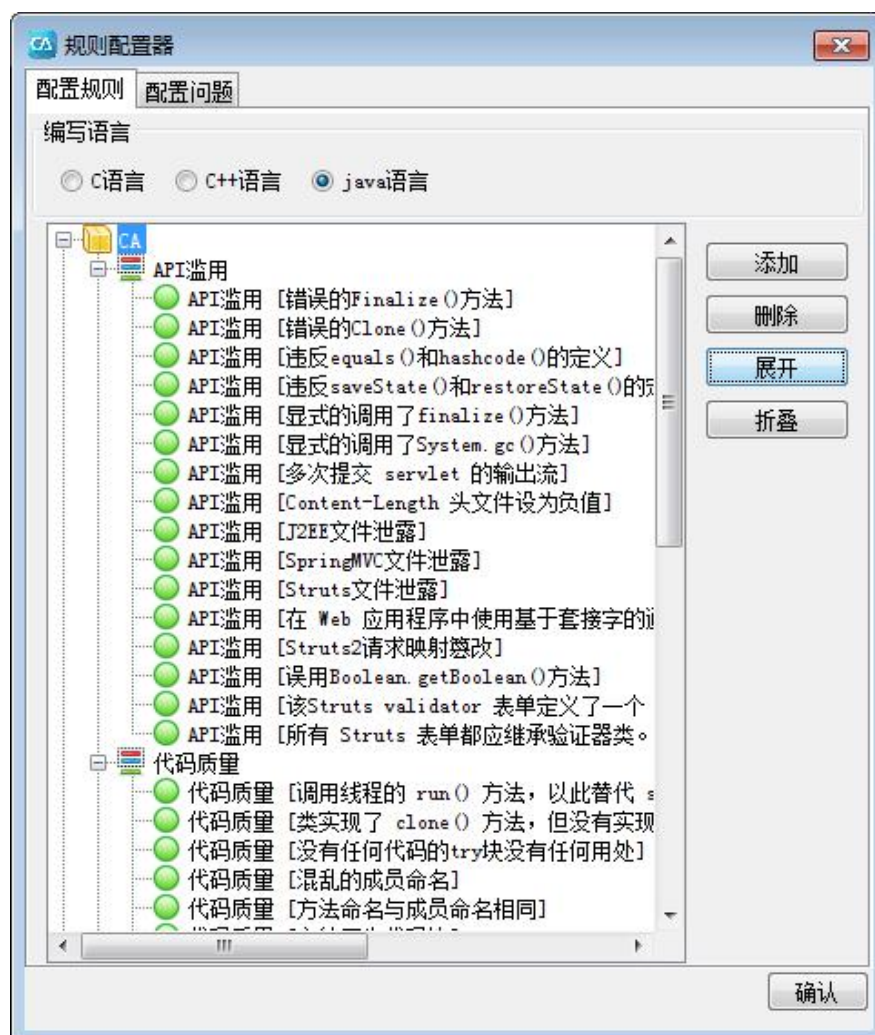 CA 规则配置器
配置规则 配置问题
编写语言
C语言 C++语言 java语言
CA
API滥用
API滥用 [错误的Finalize()方法]
API滥用 [错误的Clone()方法]
API滥用 [违反equals()和hashcode()的定义]
API滥用 [违反saveState()和restoreState()的
API滥用 [显式的调用了finalize()方法]
API滥用 [显式的调用了System.gc()方法]
API滥用 [多次提交 servlet 的输出流]
API滥用 [Content-Length 头文件设为负值]
API滥用 [J2EE文件泄露]
API滥用 [SpringMVC文件泄露]
API滥用 [Struts文件泄露]
API滥用 [在 Web 应用程序中使用基于套接字的
API滥用 [Struts2请求映射篡改]
API滥用 [误用Boolean.getBoolean()方法]
API滥用 [该Struts validator 表单定义了一个
API滥用 [所有 Struts 表单都应继承验证器类。
代码质量
代码质量 [调用线程的 run() 方法，以此替代 s
代码质量 [类实现了 clone() 方法，但没有实现
代码质量 [没有任何代码的try块没有任何用处]
代码质量 [混乱的成员命名]
代码质量 [方法命名与成员命名相同]
添加
删除
展开
折叠
确认